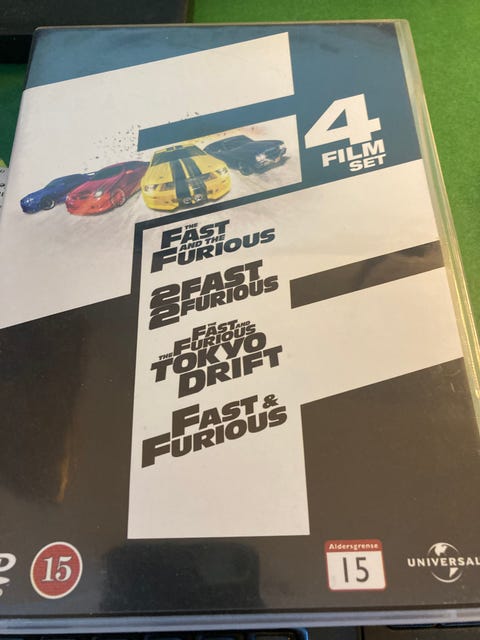 4
FILM
SET
THE
FAST
AND THE
FURIOUS
2 FAST
2 FURIOUS
THE FAST AND
THE FURIOUS
TOKYO
DRIFT
FAST &
FURIOUS
15
Aldersgrense
15
UNIVERSAL